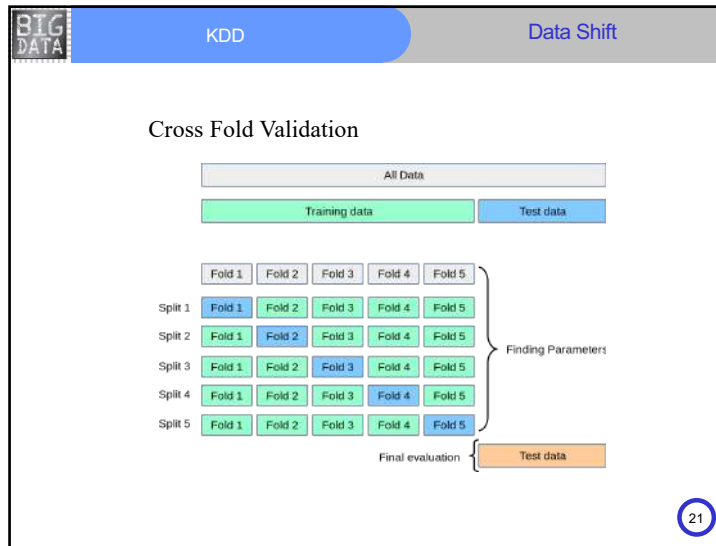 BIG
DATA
KDD Data Shift
Cross Fold Validation
All Data
Training data Test data
Fold 1 Fold 2 Fold 3 Fold 4 Fold 5
Split 1 Fold 1 Fold 2 Fold 3 Fold 4 Fold 5
Split 2 Fold 1 Fold 2 Fold 3 Fold 4 Fold 5
Finding Parameters
Split 3 Fold 1 Fold 2 Fold 3 Fold 4 Fold 5
Split 4 Fold 1 Fold 2 Fold 3 Fold 4 Fold 5
Split 5 Fold 1 Fold 2 Fold 3 Fold 4 Fold 5
Final evaluation Test data
21